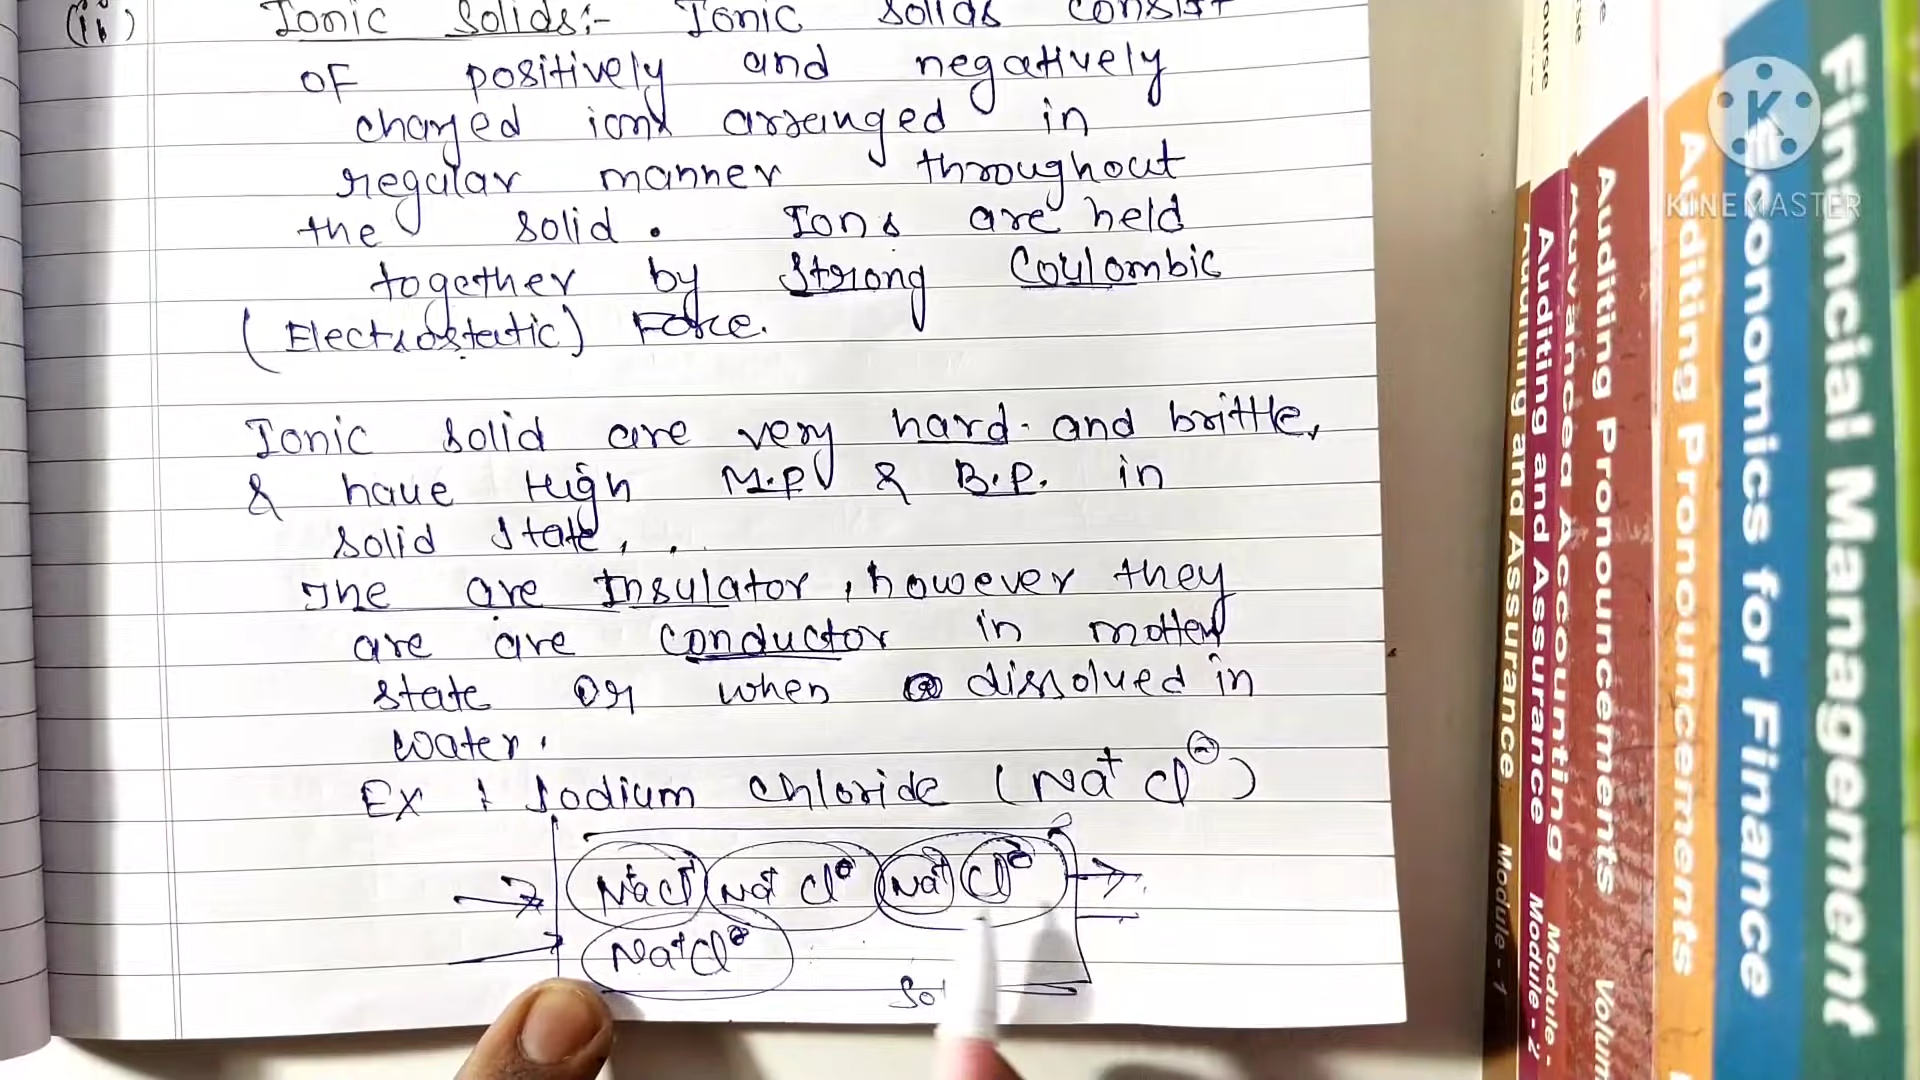 (ii) Ionic Solids:- Ionic Solids consist
of positively and negatively
charged ions arranged in
regular manner throughout
the solid. Ions are held
together by strong Coulombic
(Electrostatic) Force.
Ionic solid are very hard and brittle,
& have High M.P & B.P. in
solid state,
The are Insulator, however they
are are conductor in molten
state or when dissolved in
water.
Ex : Sodium chloride (Na⁺ Cl⊖)
Na⁺Cl⁻ Na⁺ Cl⊖ Na⁺ Cl⊖
Na⁺Cl⊖
Financial Management
Economics for Finance
Auditing Pronouncements
Auditing Pronouncements Volum
Advanced Accounting Module -
Auditing and Assurance Module - 2
Auditing and Assurance Module - 1
ourse
K
KINEMASTER